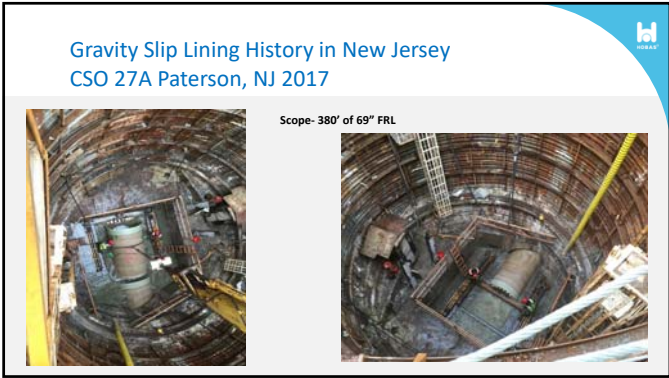 Gravity Slip Lining History in New Jersey
CSO 27A Paterson, NJ 2017
HOBAS®
Scope- 380’ of 69” FRL